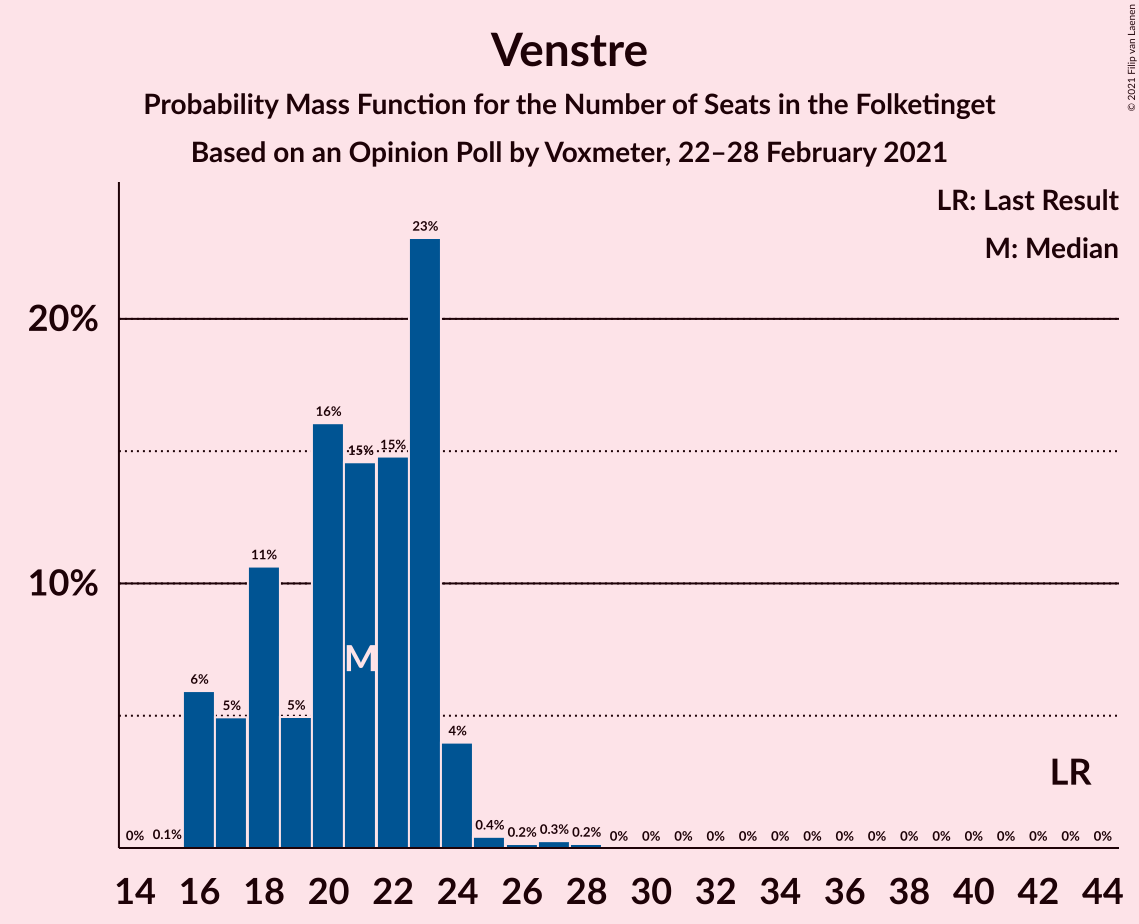 Venstre
Probability Mass Function for the Number of Seats in the Folketinget
Based on an Opinion Poll by Voxmeter, 22–28 February 2021
© 2021 Filip van Laenen
LR: Last Result
M: Median
20%
10%
0% 0.1% 6% 5% 11% 5% 16% 15% 15% 23% 4% 0.4% 0.2% 0.3% 0.2% 0% 0% 0% 0% 0% 0% 0% 0% 0% 0% 0% 0% 0% 0% 0% 0%
M
LR
14 16 18 20 22 24 26 28 30 32 34 36 38 40 42 44